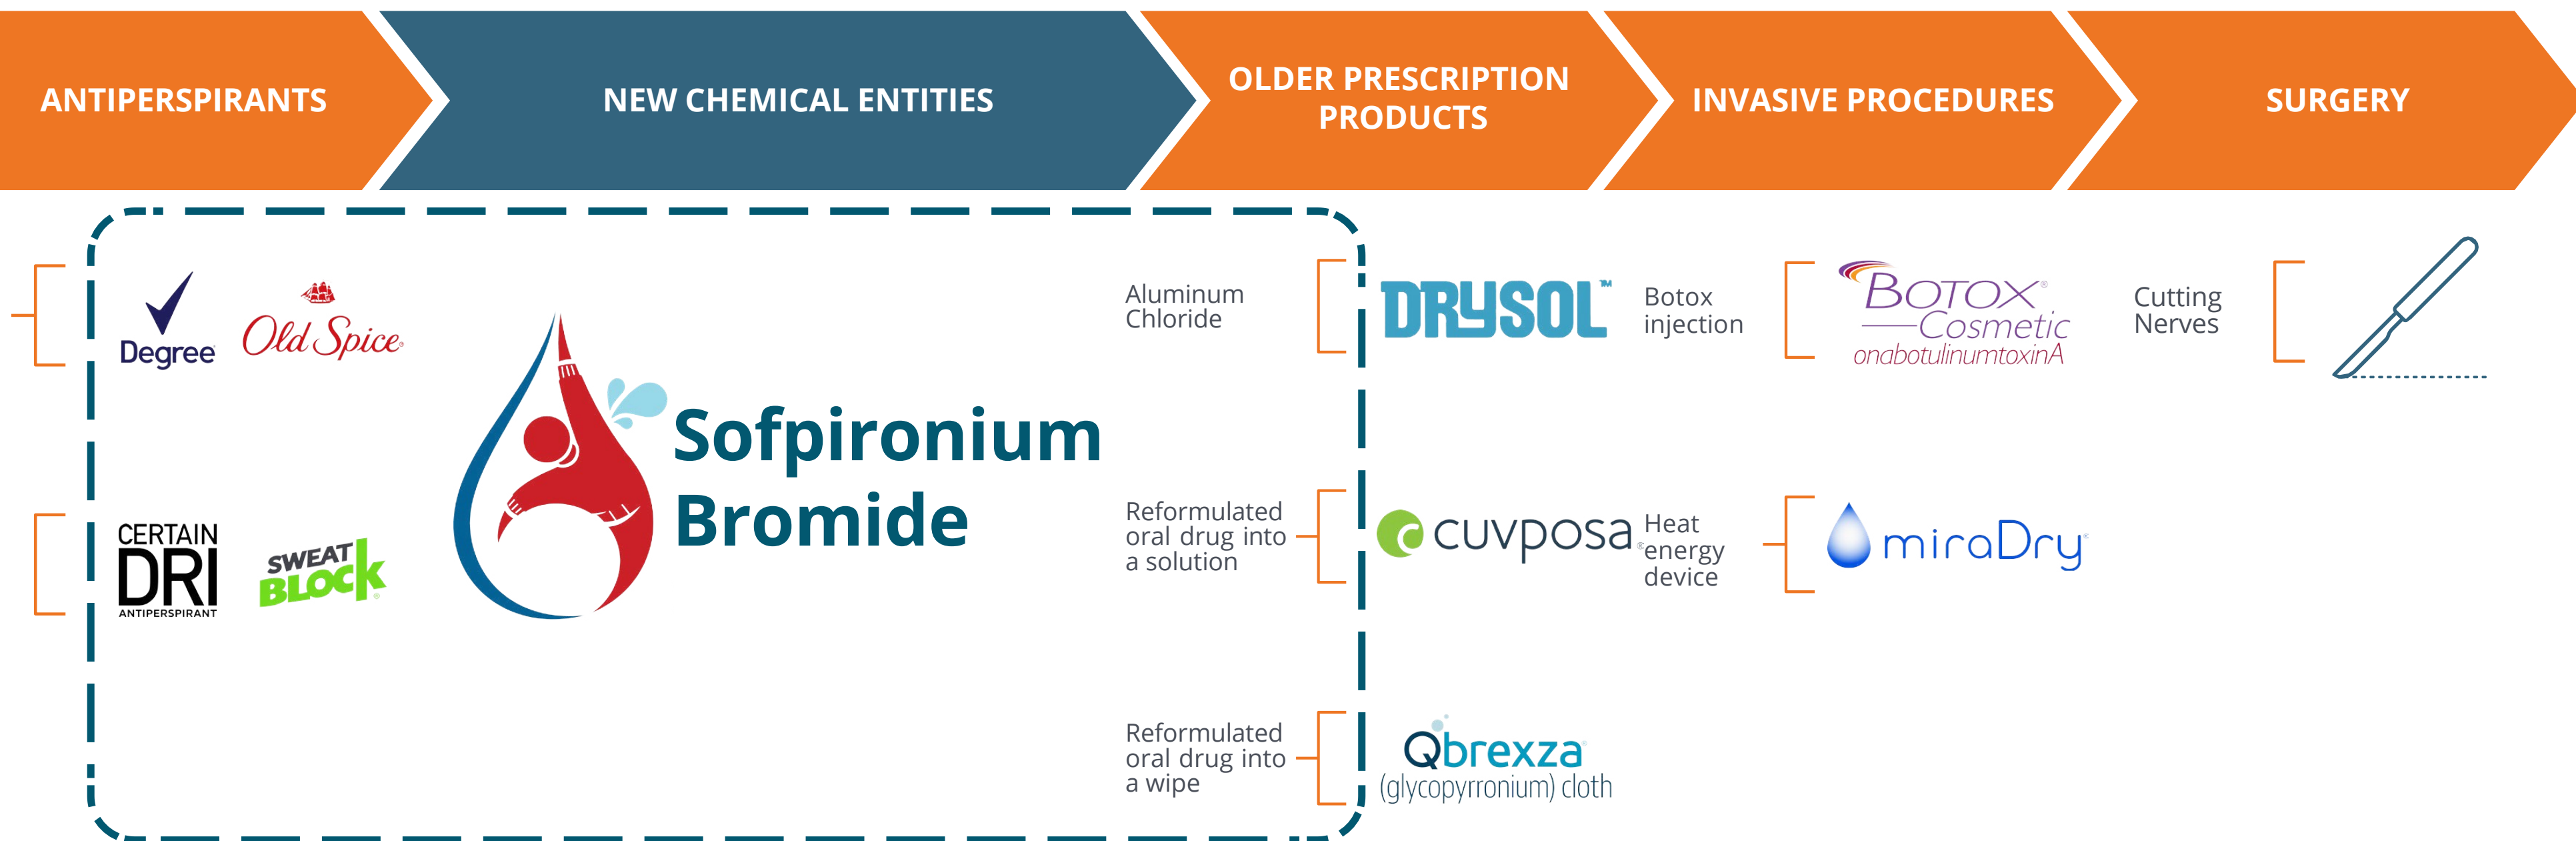 ANTIPERSPIRANTS
NEW CHEMICAL ENTITIES
OLDER PRESCRIPTION
PRODUCTS
INVASIVE PROCEDURES
SURGERY
Degree
Old Spice
CERTAIN
DRI
ANTIPERSPIRANT
SWEAT
BLOCK
Sofpironium
Bromide
Aluminum
Chloride
DRYSOL™
Reformulated
oral drug into
a solution
cuvposa®
Reformulated
oral drug into
a wipe
Qbrexza
(glycopyrronium) cloth
Botox
injection
BOTOX®
Cosmetic
onabotulinumtoxinA
Heat
energy
device
miraDry
Cutting
Nerves